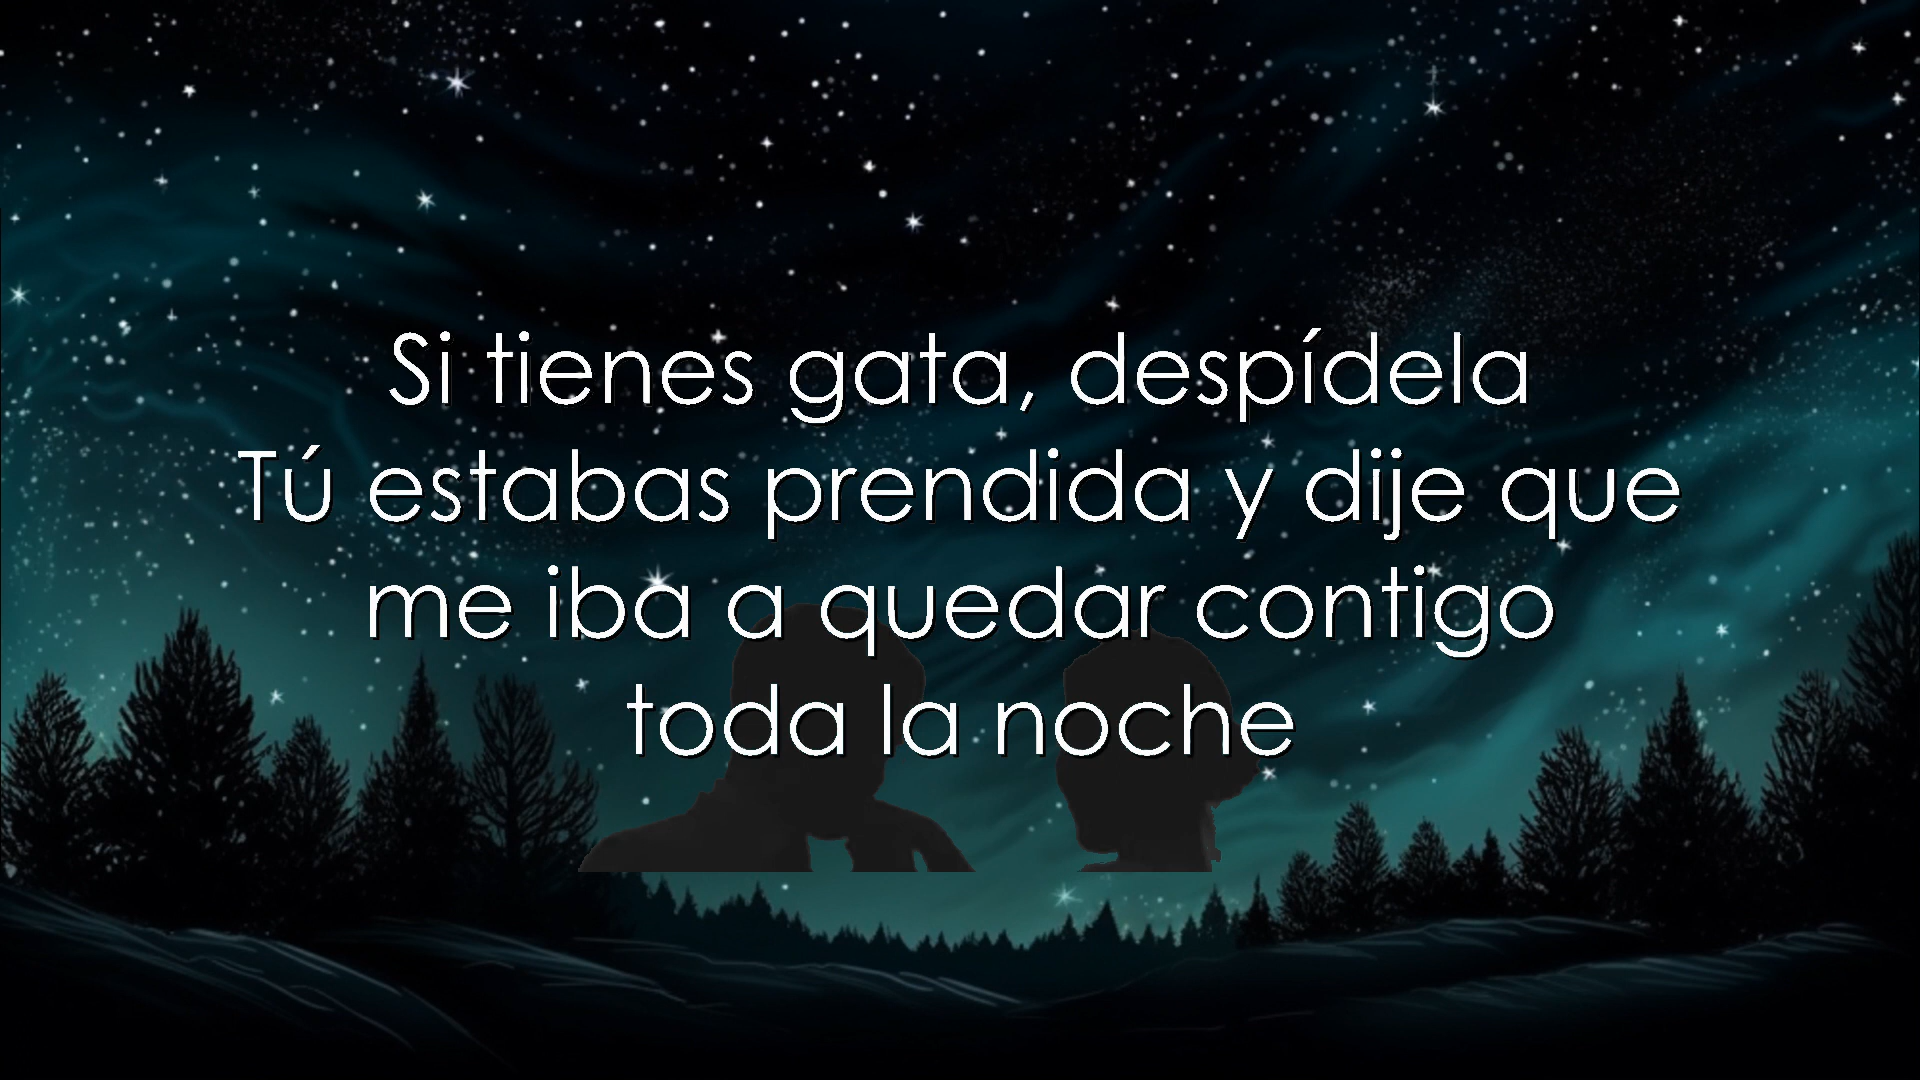 Si tienes gata, despídela
Tú estabas prendida y dije que
me iba a quedar contigo
toda la noche